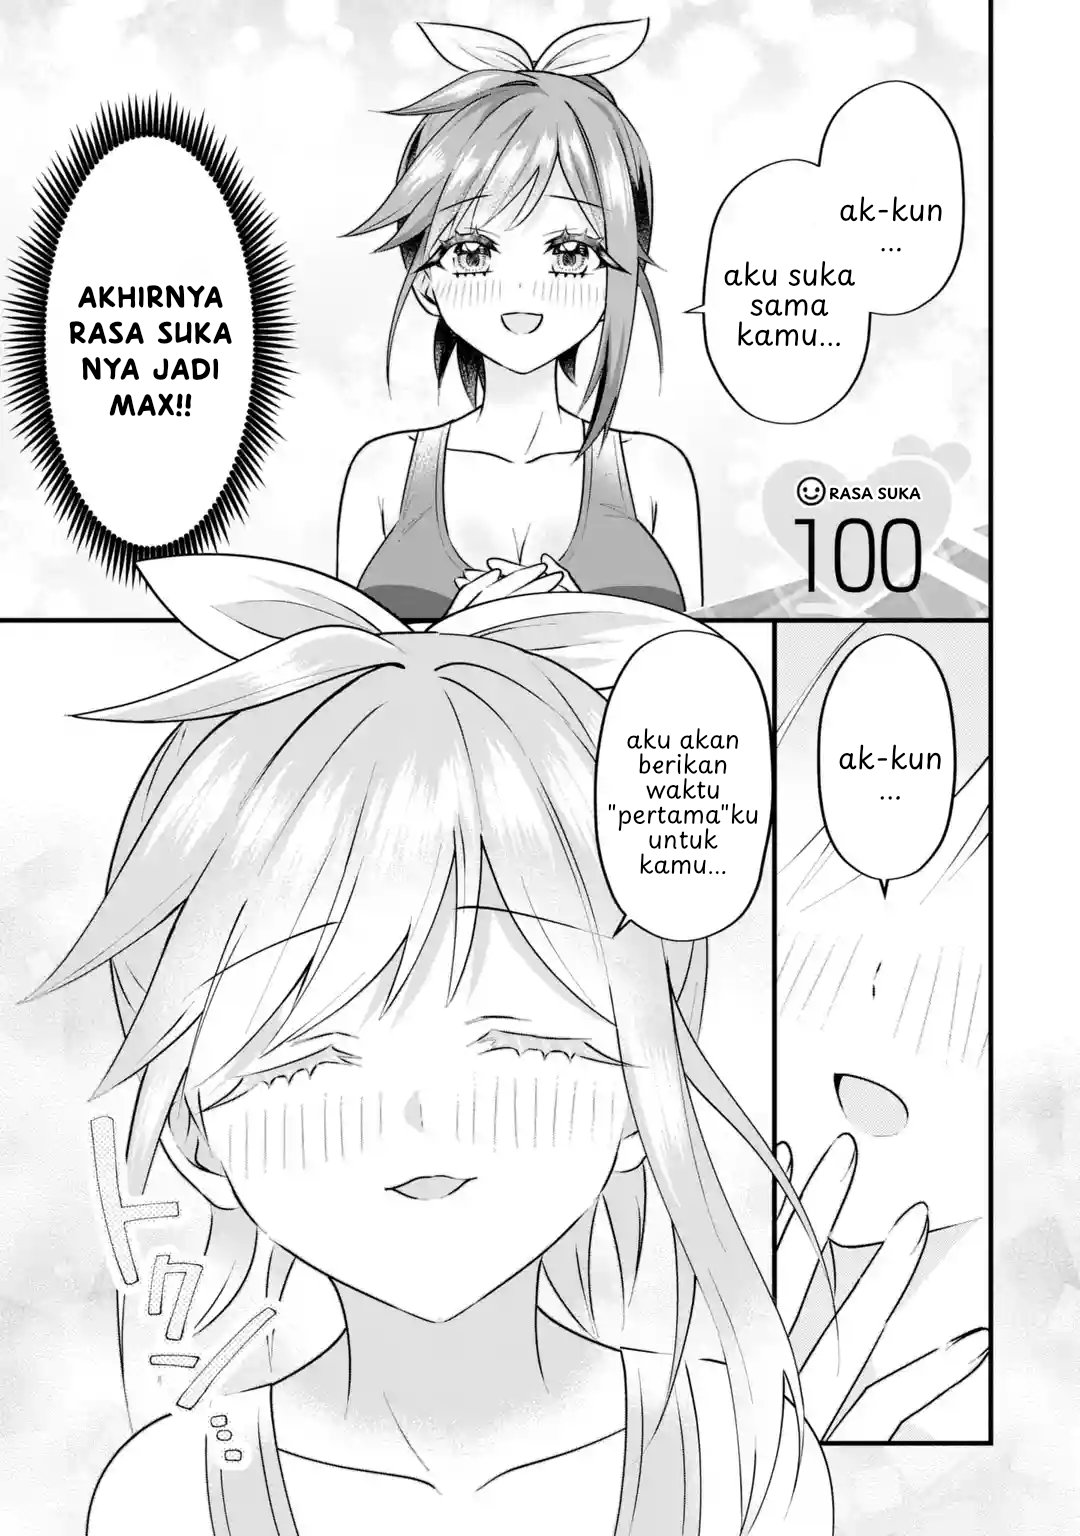 ak-kun
...
aku suka
sama
kamu...
AKHIRNYA
RASA SUKA
NYA JADI
MAX!!
RASA SUKA
100
ak-kun
...
aku akan
berikan
waktu
"pertama"ku
untuk
kamu...
トクン...